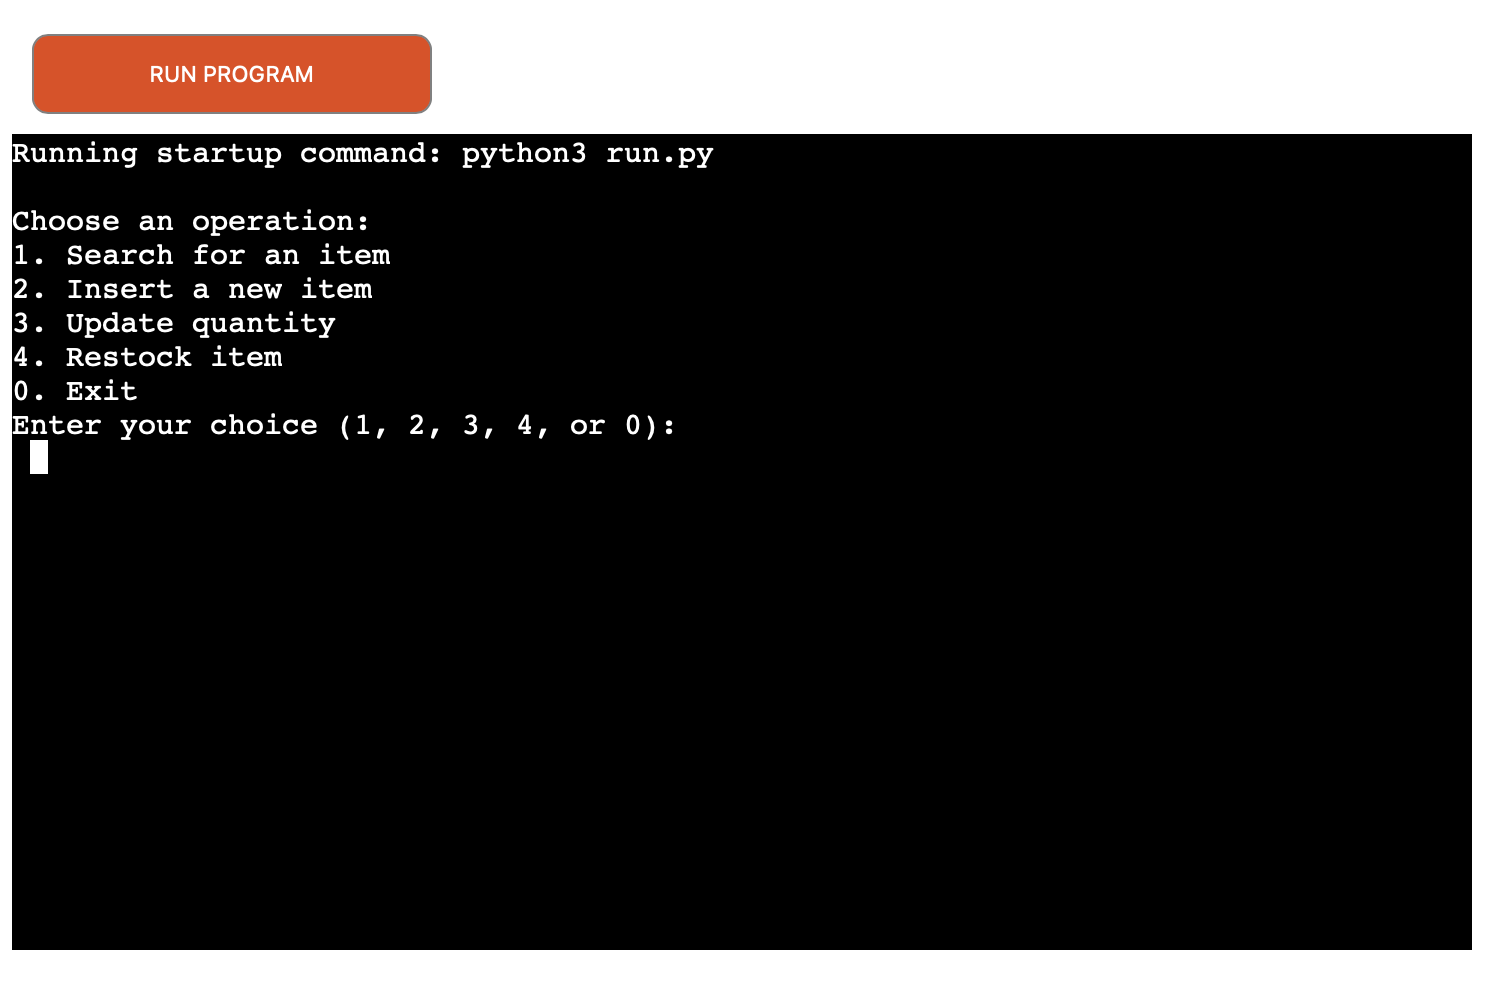 RUN PROGRAM
Running startup command: python3 run.py
Choose an operation:
1. Search for an item
2. Insert a new item
3. Update quantity
4. Restock item
0. Exit
Enter your choice (1, 2, 3, 4, or 0):